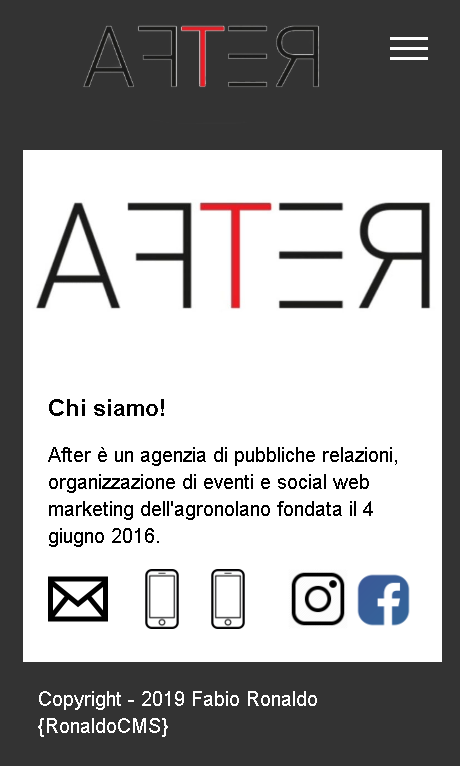 AFTER
AFTER
Chi siamo!
After è un agenzia di pubbliche relazioni,
organizzazione di eventi e social web
marketing dell'agronolano fondata il 4
giugno 2016.
Copyright - 2019 Fabio Ronaldo
{RonaldoCMS}